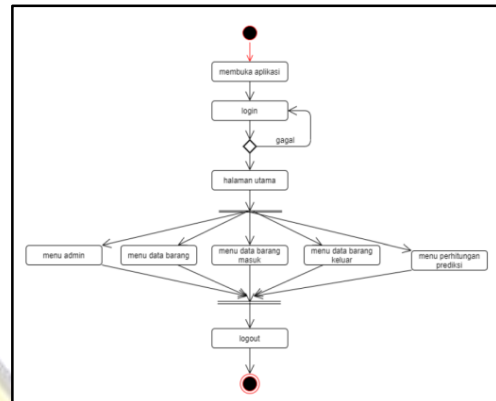 membuka aplikasi
login
gagal
halaman utama
menu admin
menu data barang
menu data barang
masuk
menu data barang
keluar
menu perhitungan
prediksi
logout